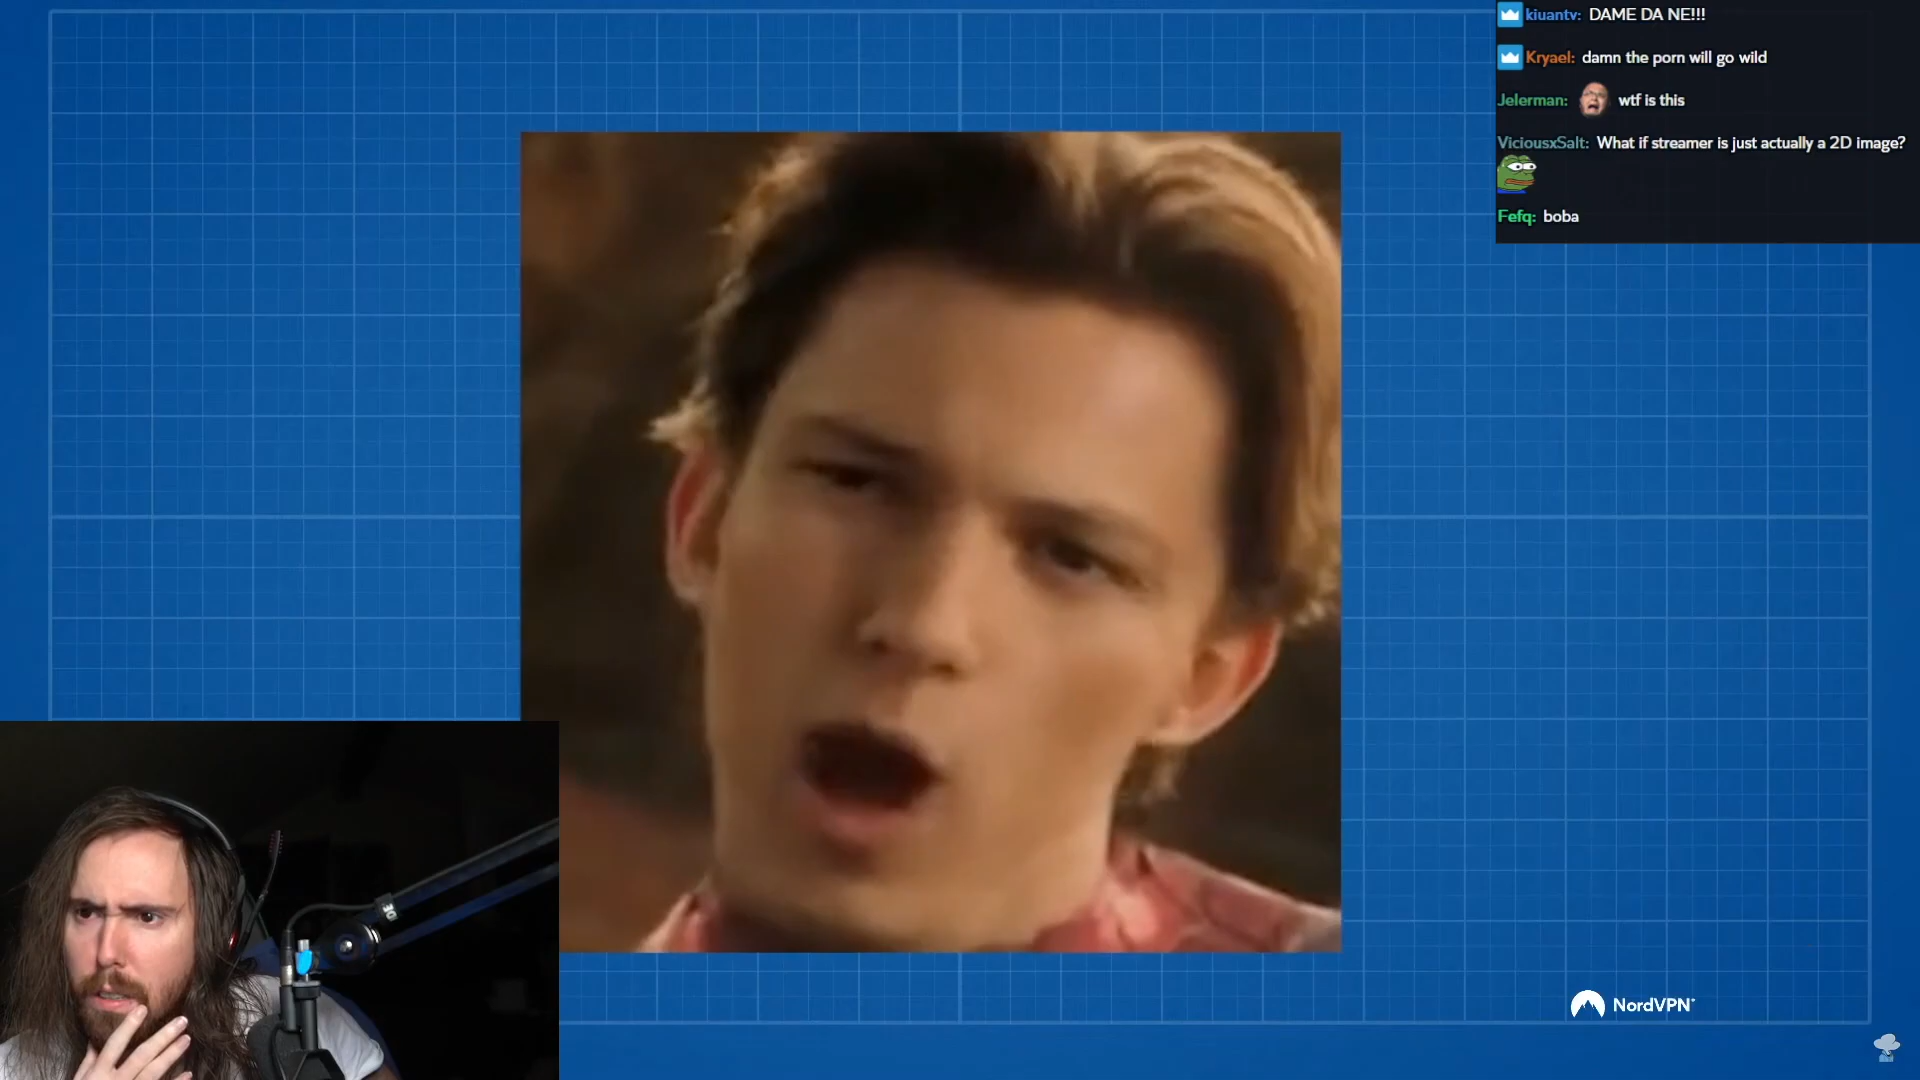 kiuantv: DAME DA NE!!!
Kryael: damn the porn will go wild
Jelerman: wtf is this
ViciousxSalt: What if streamer is just actually a 2D image?
Fefq: boba
30
NordVPN®